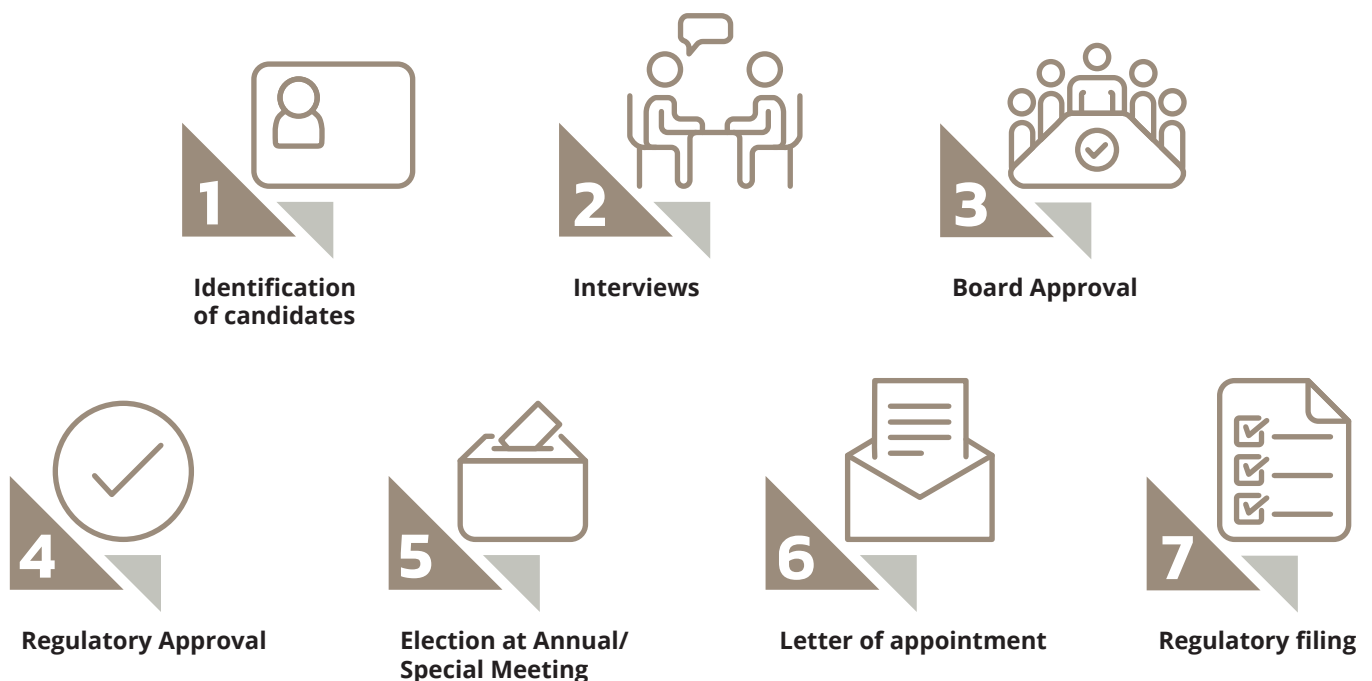 1
Identification
of candidates
2
Interviews
3
Board Approval
4
Regulatory Approval
5
Election at Annual/
Special Meeting
6
Letter of appointment
7
Regulatory filing